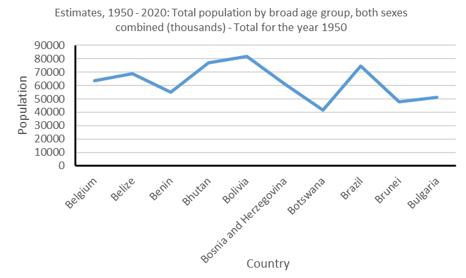 Estimates, 1950 - 2020: Total population by broad age group, both sexes
combined (thousands) - Total for the year 1950
90000
80000
70000
60000
50000
40000
30000
20000
10000
0
Population
Belgium
Belize
Benin
Bhutan
Bolivia
Bosnia and Herzegovina
Botswana
Brazil
Brunei
Bulgaria
Country